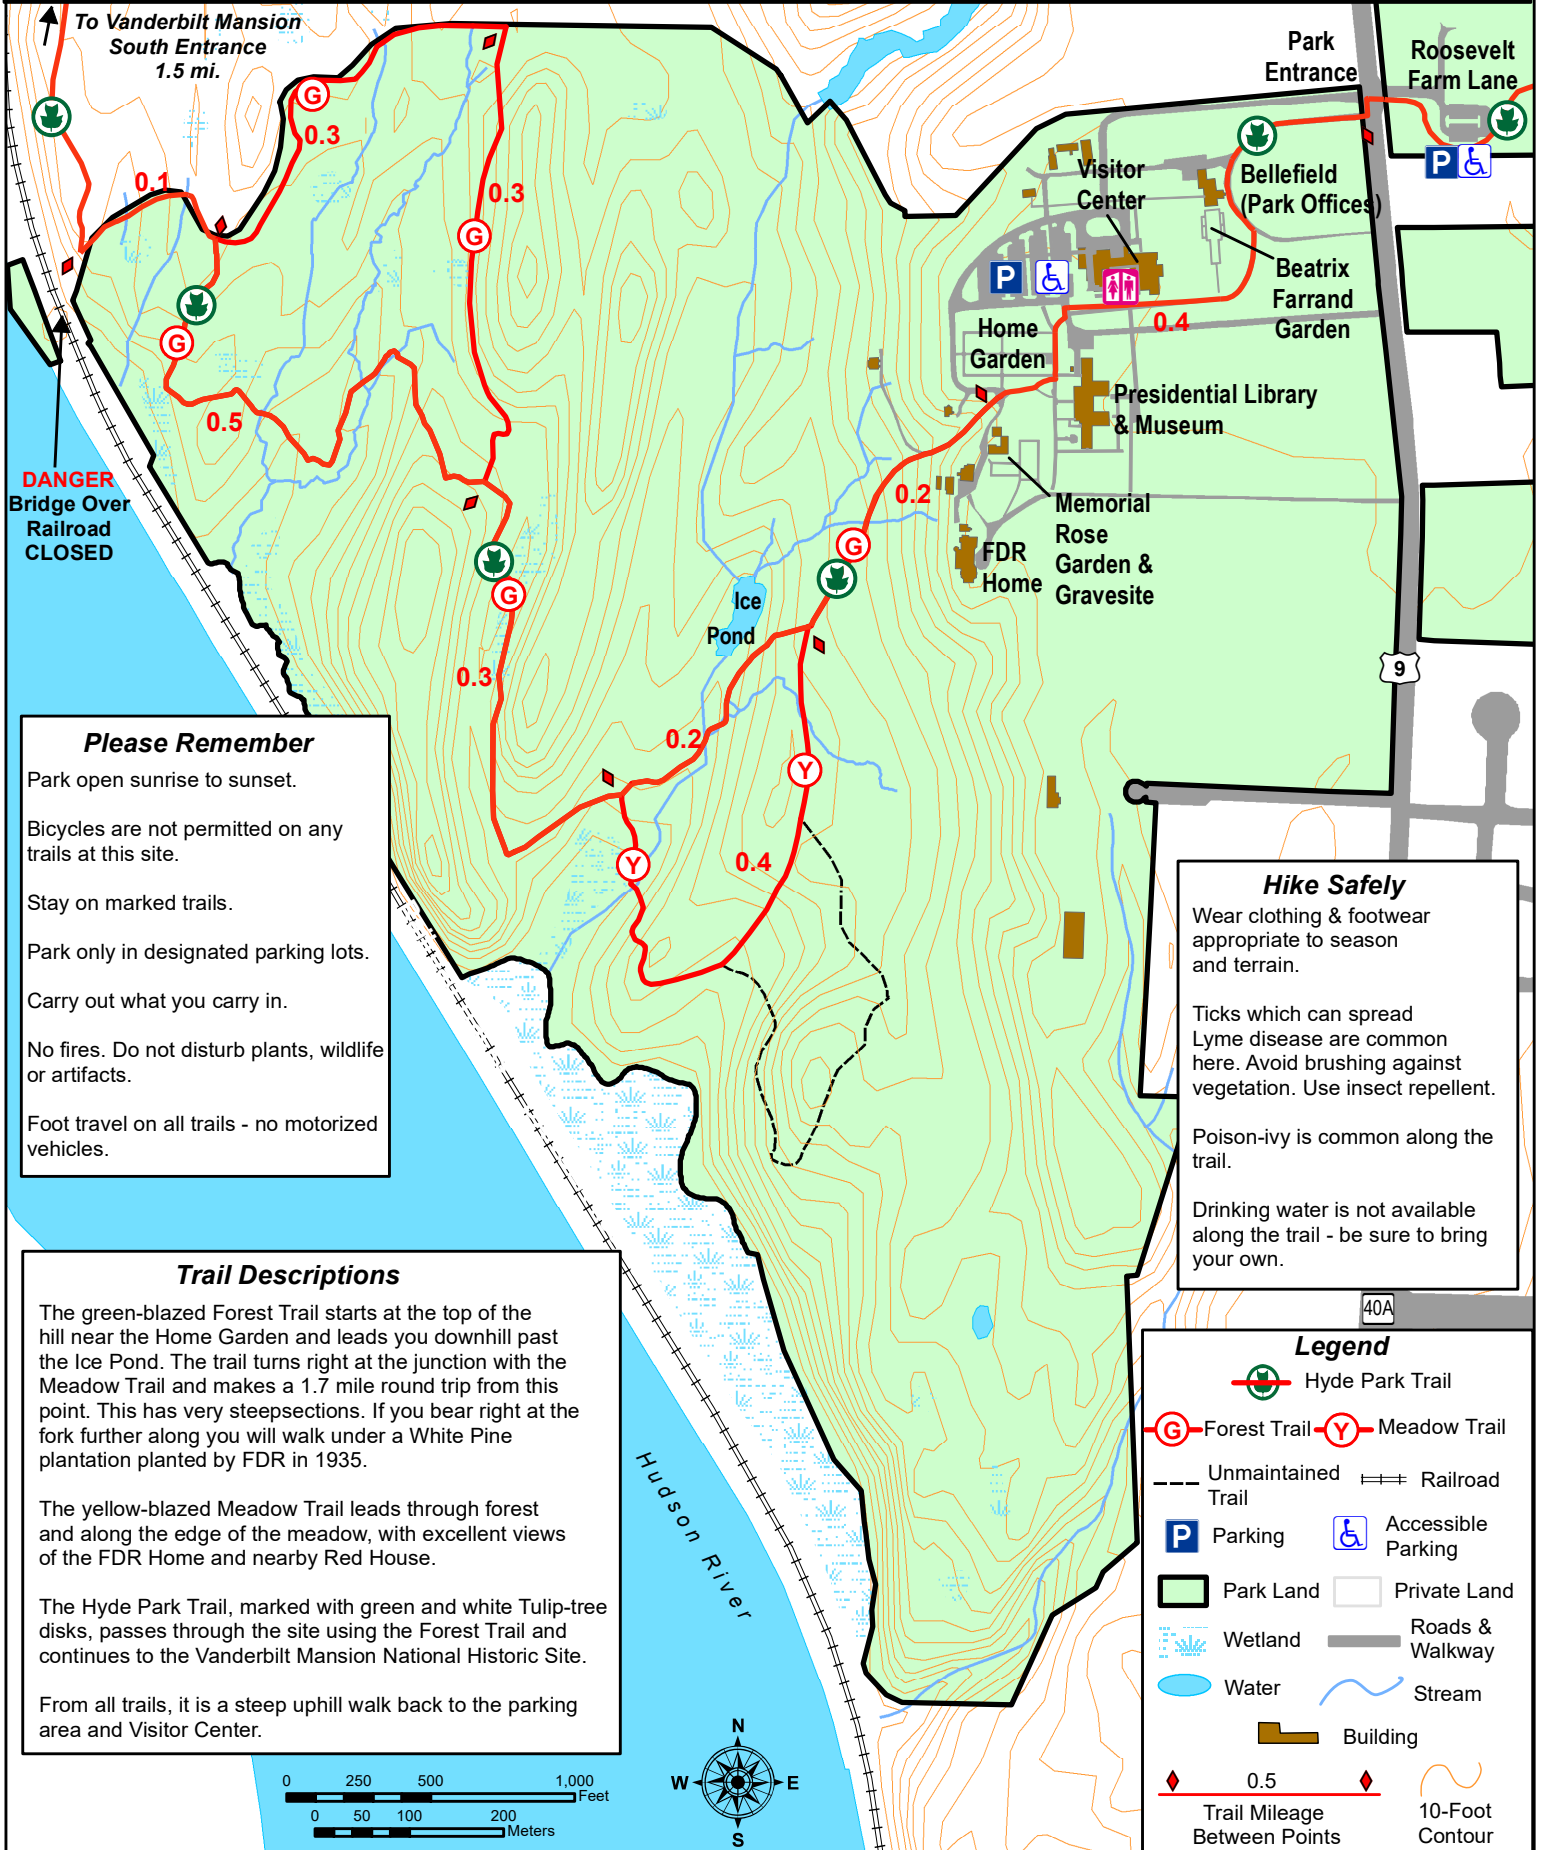 To Vanderbilt Mansion
South Entrance
1.5 mi.
Park
Entrance
Roosevelt
Farm Lane
G
0.3
0.1
0.3
G
P
Visitor
Center
Bellefield
(Park Offices)
P
Beatrix
Farrand
Garden
G
0.4
Home
Garden
0.5
Presidential Library
& Museum
DANGER
Bridge Over
Railroad
CLOSED
0.2
Memorial
Rose
Garden &
Gravesite
G
FDR
Home
G
Ice
Pond
0.3
9
0.2
Y
Y
0.4
Please Remember
Park open sunrise to sunset.
Bicycles are not permitted on any
trails at this site.
Stay on marked trails.
Park only in designated parking lots.
Carry out what you carry in.
No fires. Do not disturb plants, wildlife
or artifacts.
Foot travel on all trails - no motorized
vehicles.
Hike Safely
Wear clothing & footwear
appropriate to season
and terrain.
Ticks which can spread
Lyme disease are common
here. Avoid brushing against
vegetation. Use insect repellent.
Poison-ivy is common along the
trail.
Drinking water is not available
along the trail - be sure to bring
your own.
40A
Trail Descriptions
The green-blazed Forest Trail starts at the top of the
hill near the Home Garden and leads you downhill past
the Ice Pond. The trail turns right at the junction with the
Meadow Trail and makes a 1.7 mile round trip from this
point. This has very steepsections. If you bear right at the
fork further along you will walk under a White Pine
plantation planted by FDR in 1935.
The yellow-blazed Meadow Trail leads through forest
and along the edge of the meadow, with excellent views
of the FDR Home and nearby Red House.
The Hyde Park Trail, marked with green and white Tulip-tree
disks, passes through the site using the Forest Trail and
continues to the Vanderbilt Mansion National Historic Site.
From all trails, it is a steep uphill walk back to the parking
area and Visitor Center.
Hudson River
Legend
Hyde Park Trail
G Forest Trail
Y Meadow Trail
Unmaintained
Trail
Railroad
P Parking
Accessible
Parking
Park Land
Private Land
Wetland
Roads &
Walkway
Water
Stream
Building
0.5
Trail Mileage
Between Points
10-Foot
Contour
0 250 500 1,000
Feet
0 50 100 200
Meters
N
W E
S